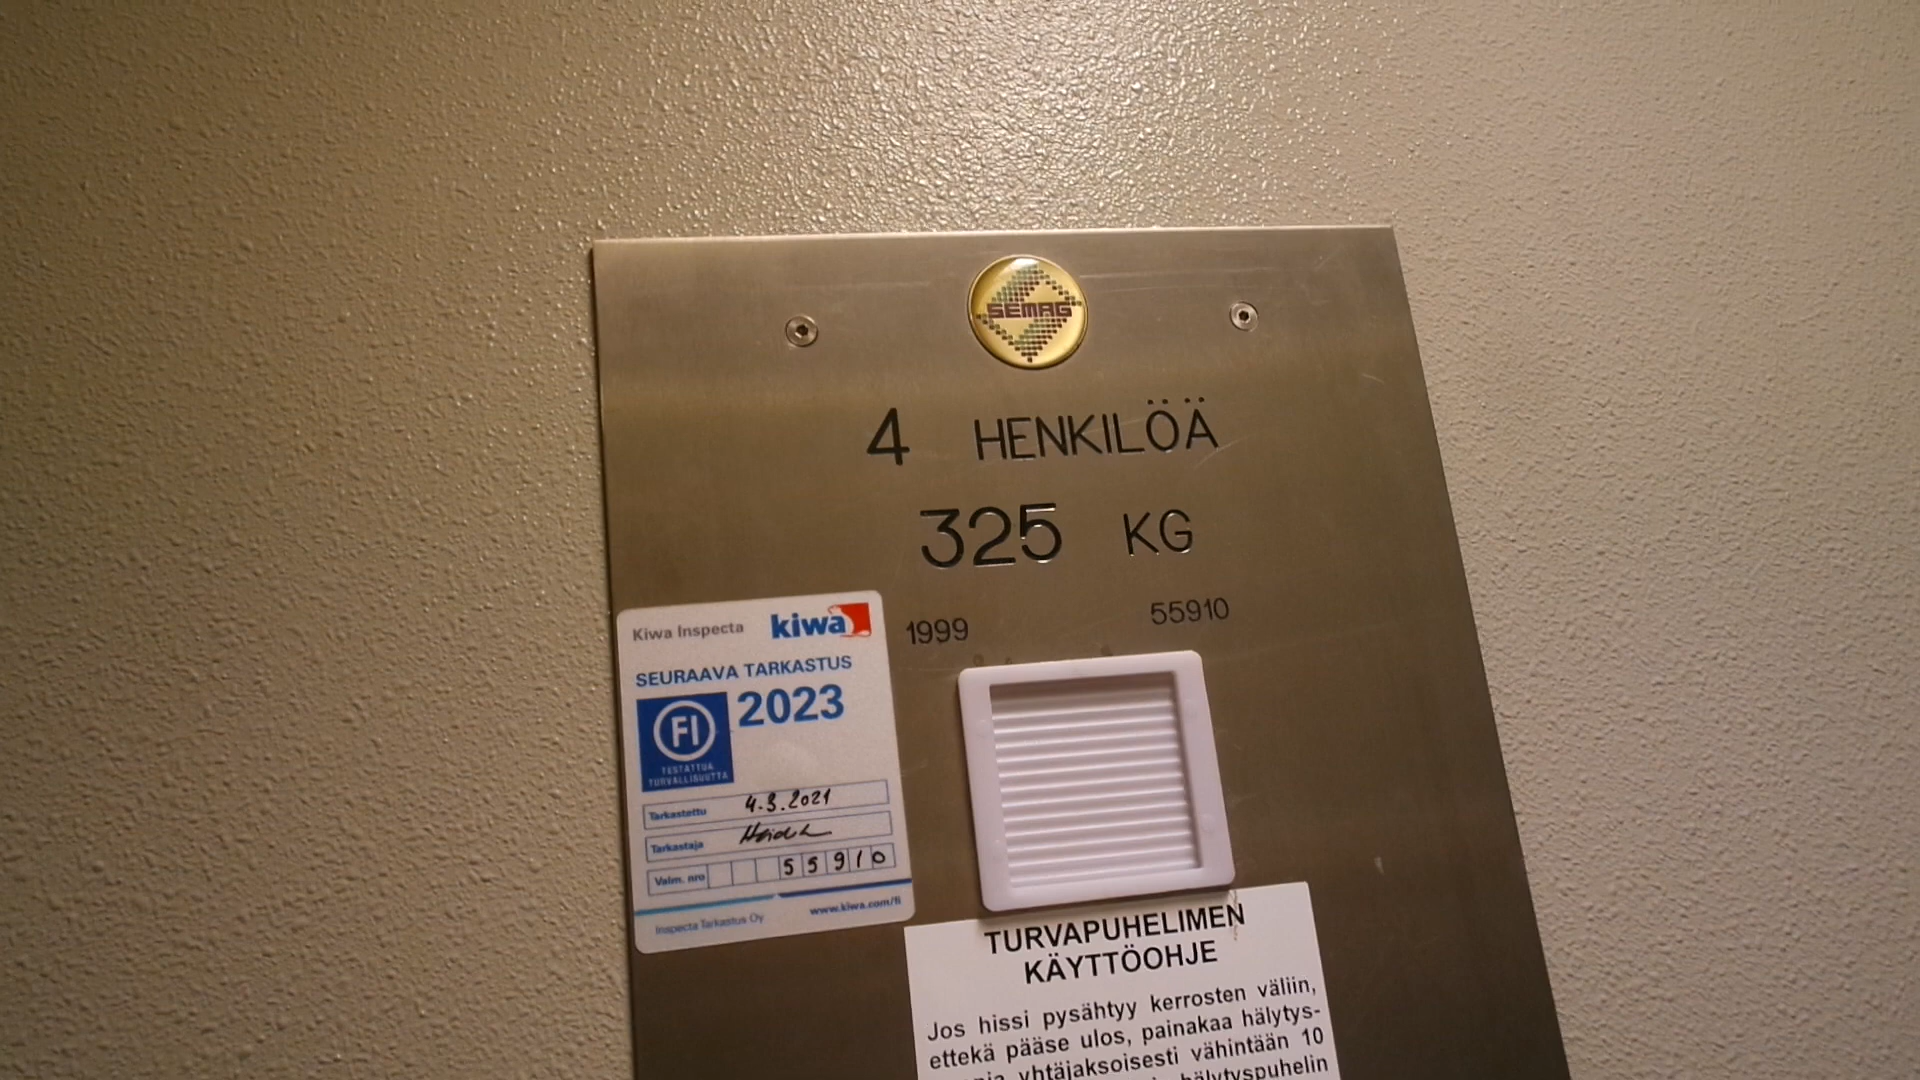 SEMAG
4 HENKILÖÄ
325 KG
1999 55910
Kiwa Inspecta kiwa
SEURAAVA TARKASTUS
2023
FI
TESTATTUA
TURVALLISUUTTA
Tarkastettu 4.3.2021
Tarkastaja
Valm. nro 55910
Inspecta Tarkastus Oy www.kiwa.com/fi
TURVAPUHELIMEN
KÄYTTÖOHJE
Jos hissi pysähtyy kerrosten väliin,
ettekä pääse ulos, painakaa hälytys-
yhtäjaksoisesti vähintään 10
hälytyspuhelin